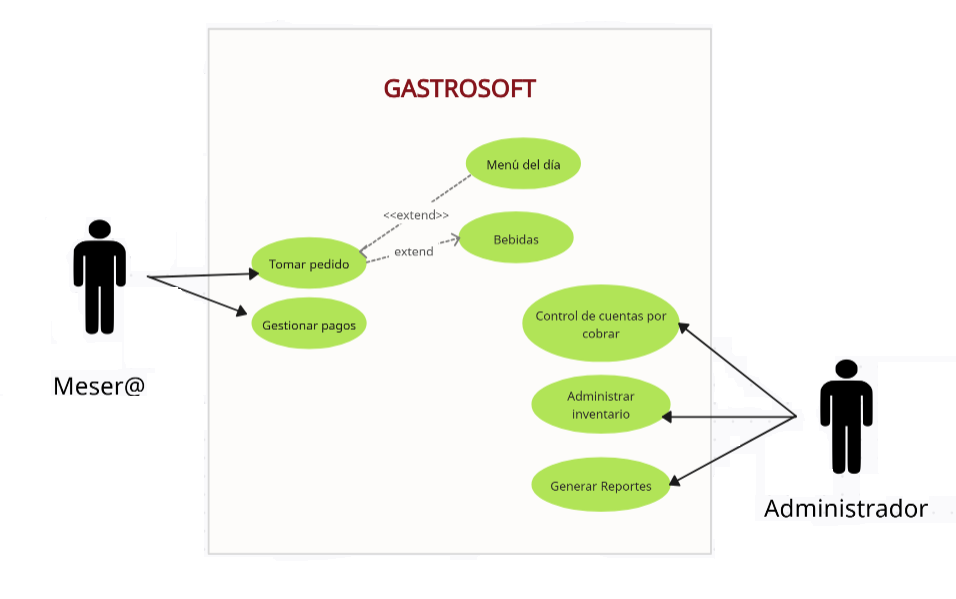 GASTROSOFT
Menú del día
<<extend>>
Bebidas
extend
Tomar pedido
Gestionar pagos
Meser@
Control de cuentas por
cobrar
Administrar
inventario
Generar Reportes
Administrador